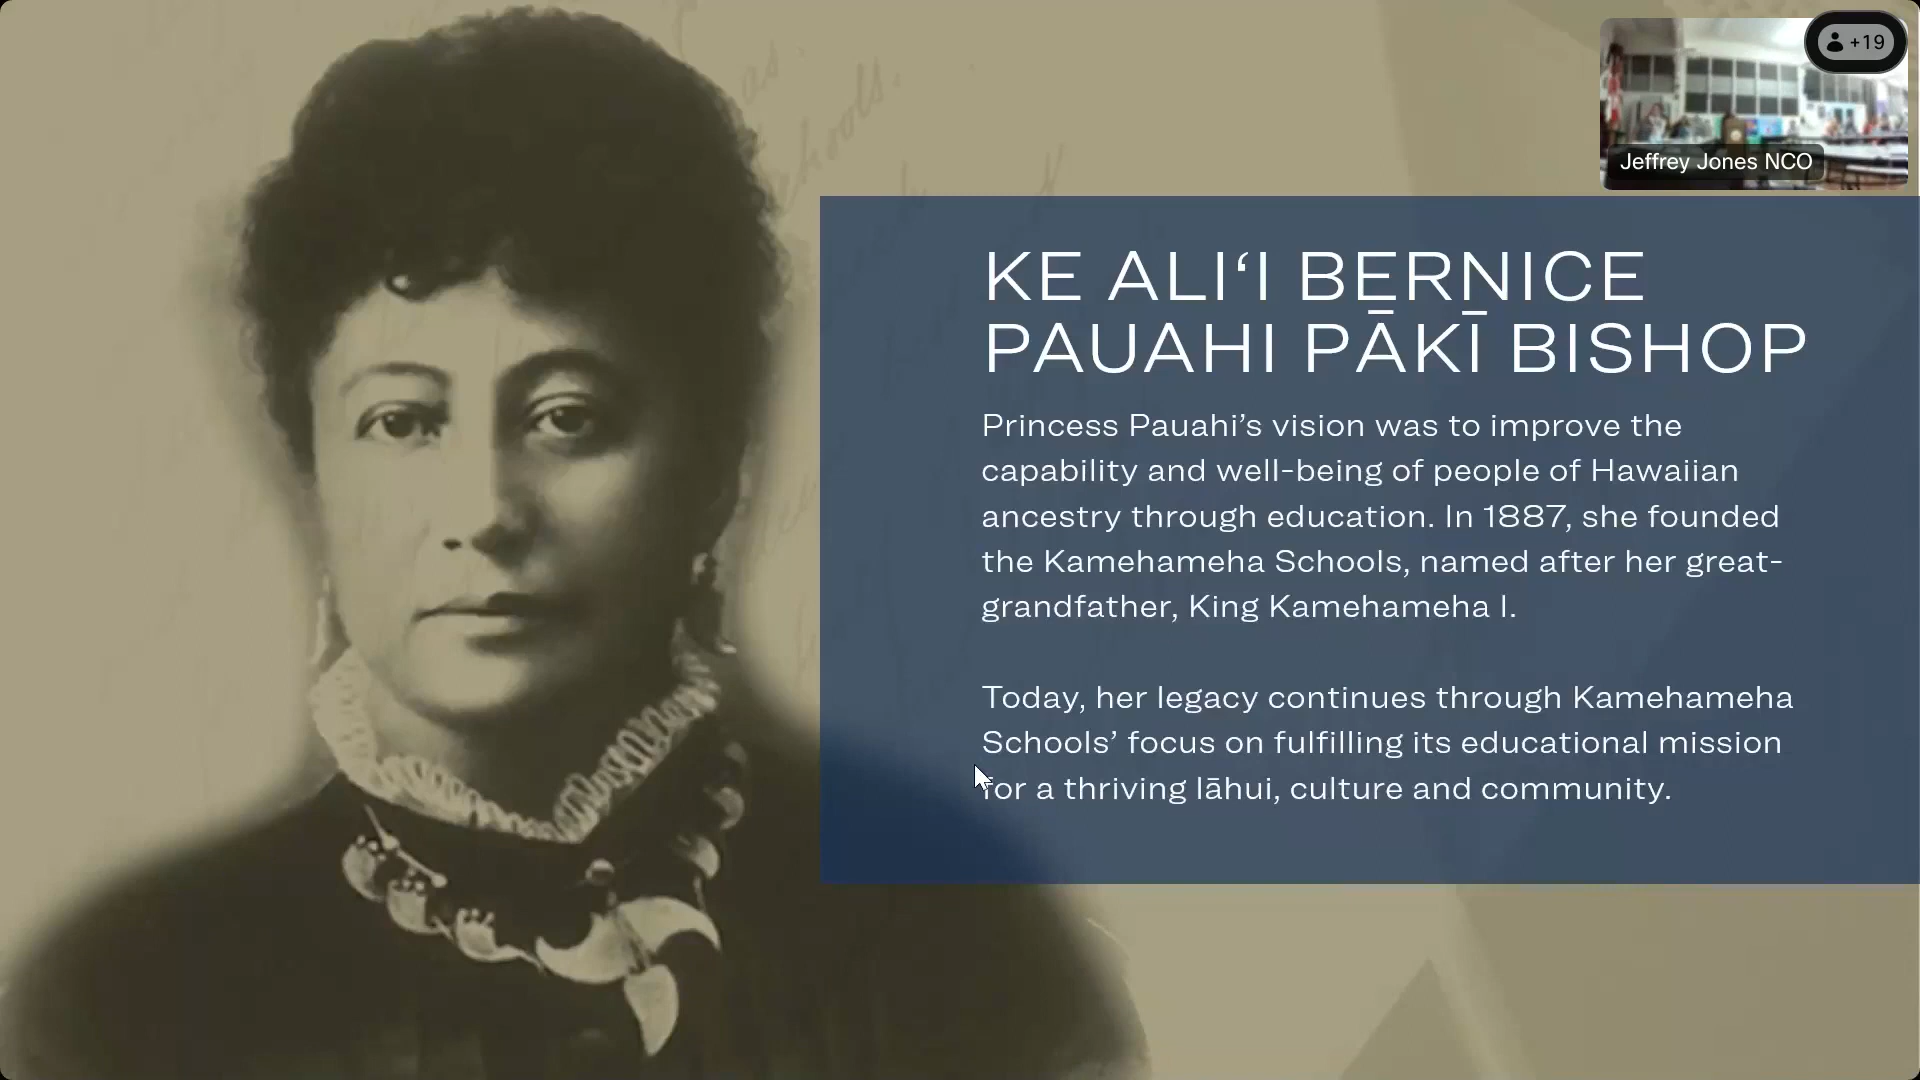 +19
Jeffrey Jones NCO
KE ALIʻI BERNICE
PAUAHI PĀKĪ BISHOP
Princess Pauahi’s vision was to improve the
capability and well-being of people of Hawaiian
ancestry through education. In 1887, she founded
the Kamehameha Schools, named after her great-
grandfather, King Kamehameha I.
Today, her legacy continues through Kamehameha
Schools’ focus on fulfilling its educational mission
for a thriving lāhui, culture and community.
schools.